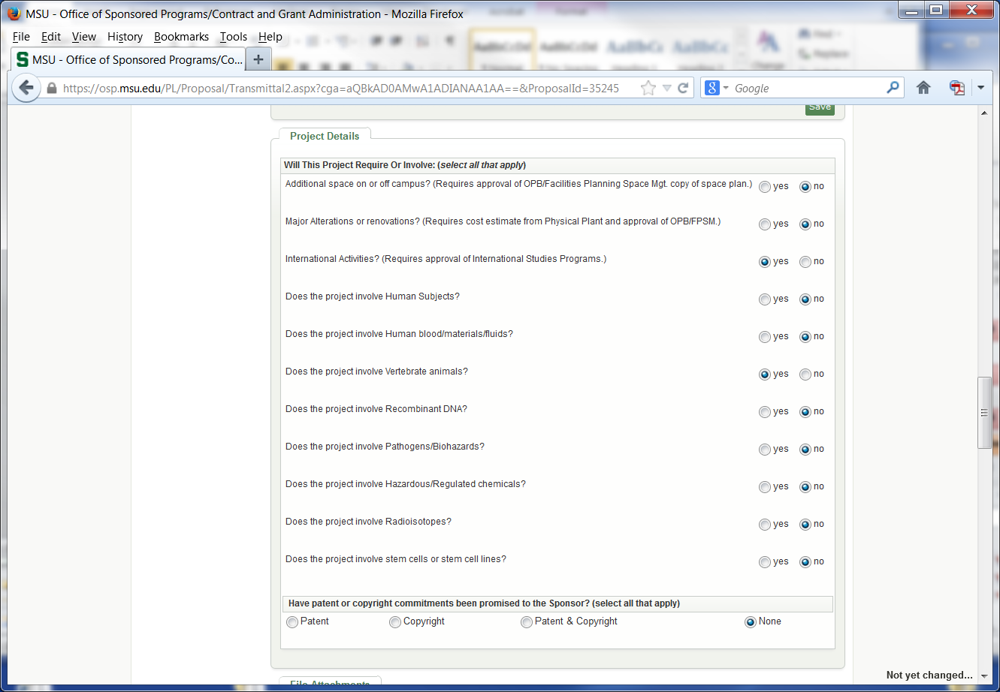 MSU - Office of Sponsored Programs/Contract and Grant Administration - Mozilla Firefox
File Edit View History Bookmarks Tools Help
S MSU - Office of Sponsored Programs/Co... +
https://osp.msu.edu/PL/Proposal/Transmittal2.aspx?cga=aQBkAD0AMwA1ADIANAA1AA==&ProposalId=35245 8 Google
Save
Project Details
Will This Project Require Or Involve: (select all that apply)
Additional space on or off campus? (Requires approval of OPB/Facilities Planning Space Mgt. copy of space plan.) yes no
Major Alterations or renovations? (Requires cost estimate from Physical Plant and approval of OPB/FPSM.) yes no
International Activities? (Requires approval of International Studies Programs.) yes no
Does the project involve Human Subjects? yes no
Does the project involve Human blood/materials/fluids? yes no
Does the project involve Vertebrate animals? yes no
Does the project involve Recombinant DNA? yes no
Does the project involve Pathogens/Biohazards? yes no
Does the project involve Hazardous/Regulated chemicals? yes no
Does the project involve Radioisotopes? yes no
Does the project involve stem cells or stem cell lines? yes no
Have patent or copyright commitments been promised to the Sponsor? (select all that apply)
Patent Copyright Patent & Copyright None
Not yet changed...
File Attachments